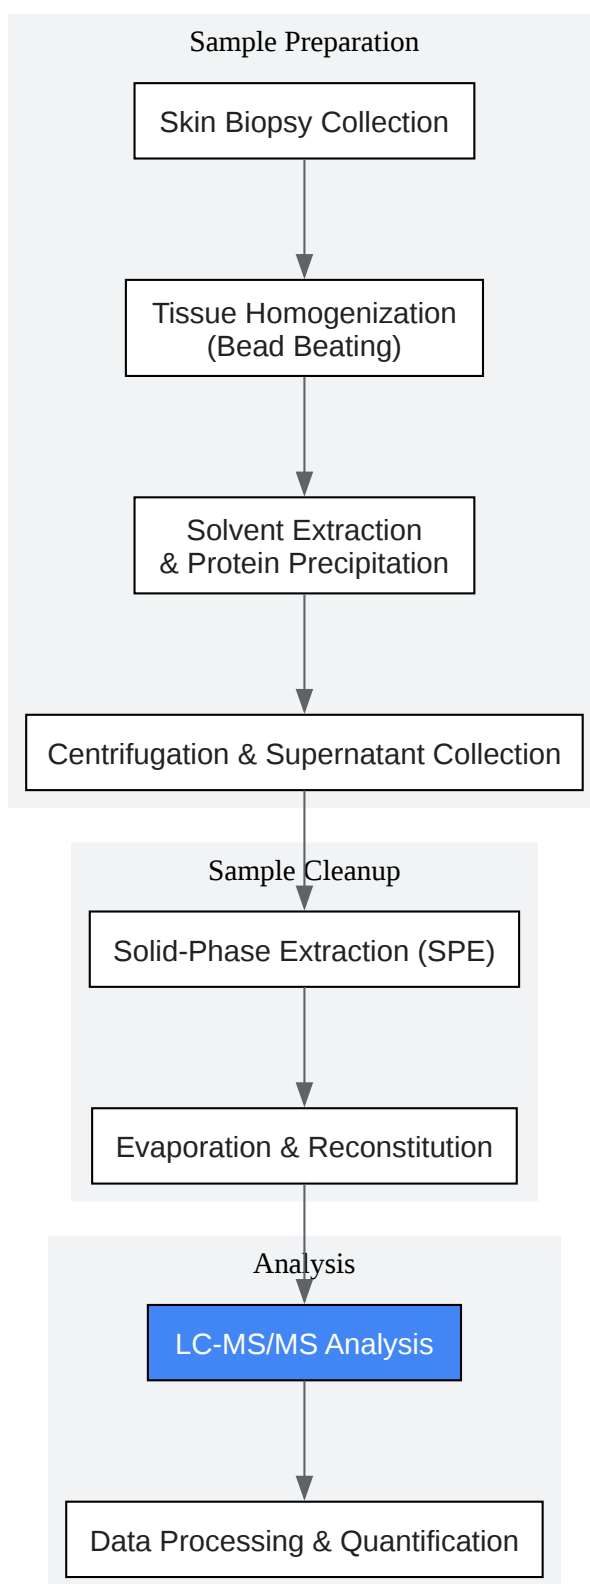 Sample Preparation
Skin Biopsy Collection
Tissue Homogenization
(Bead Beating)
Solvent Extraction
& Protein Precipitation
Centrifugation & Supernatant Collection
Sample Cleanup
Solid-Phase Extraction (SPE)
Evaporation & Reconstitution
Analysis
LC-MS/MS Analysis
Data Processing & Quantification